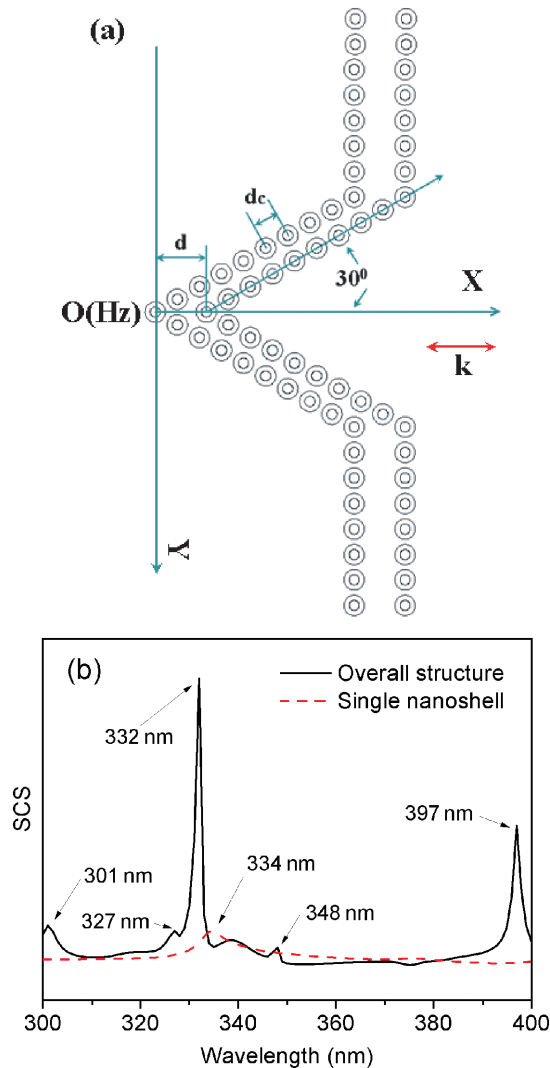 (a)
dc
d
30⁰
X
O(Hz)
k
Y
(b)
Overall structure
Single nanoshell
332 nm
397 nm
301 nm
334 nm
327 nm
348 nm
SCS
300 320 340 360 380 400
Wavelength (nm)